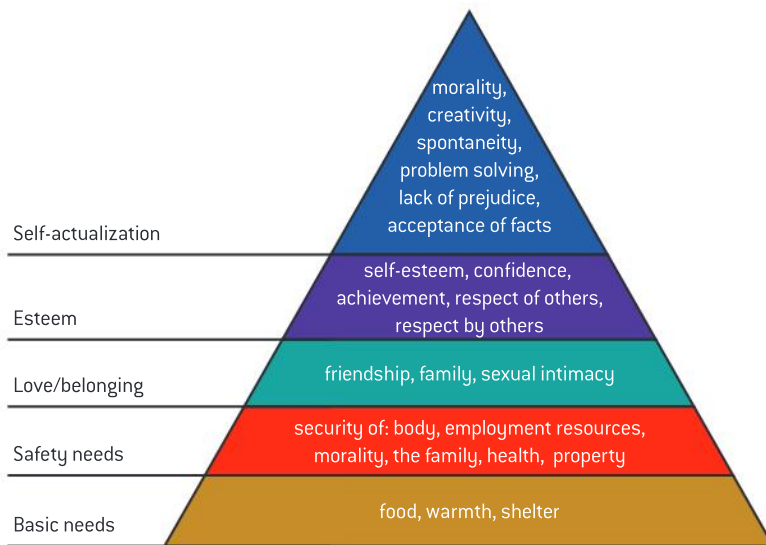 morality,
creativity,
spontaneity,
problem solving,
lack of prejudice,
acceptance of facts
Self-actualization
self-esteem, confidence,
achievement, respect of others,
respect by others
Esteem
friendship, family, sexual intimacy
Love/belonging
security of: body, employment resources,
morality, the family, health, property
Safety needs
food, warmth, shelter
Basic needs